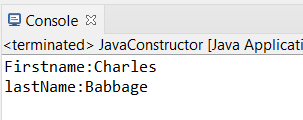 Console
<terminated> JavaConstructor [Java Applicati
Firstname:Charles
lastName:Babbage